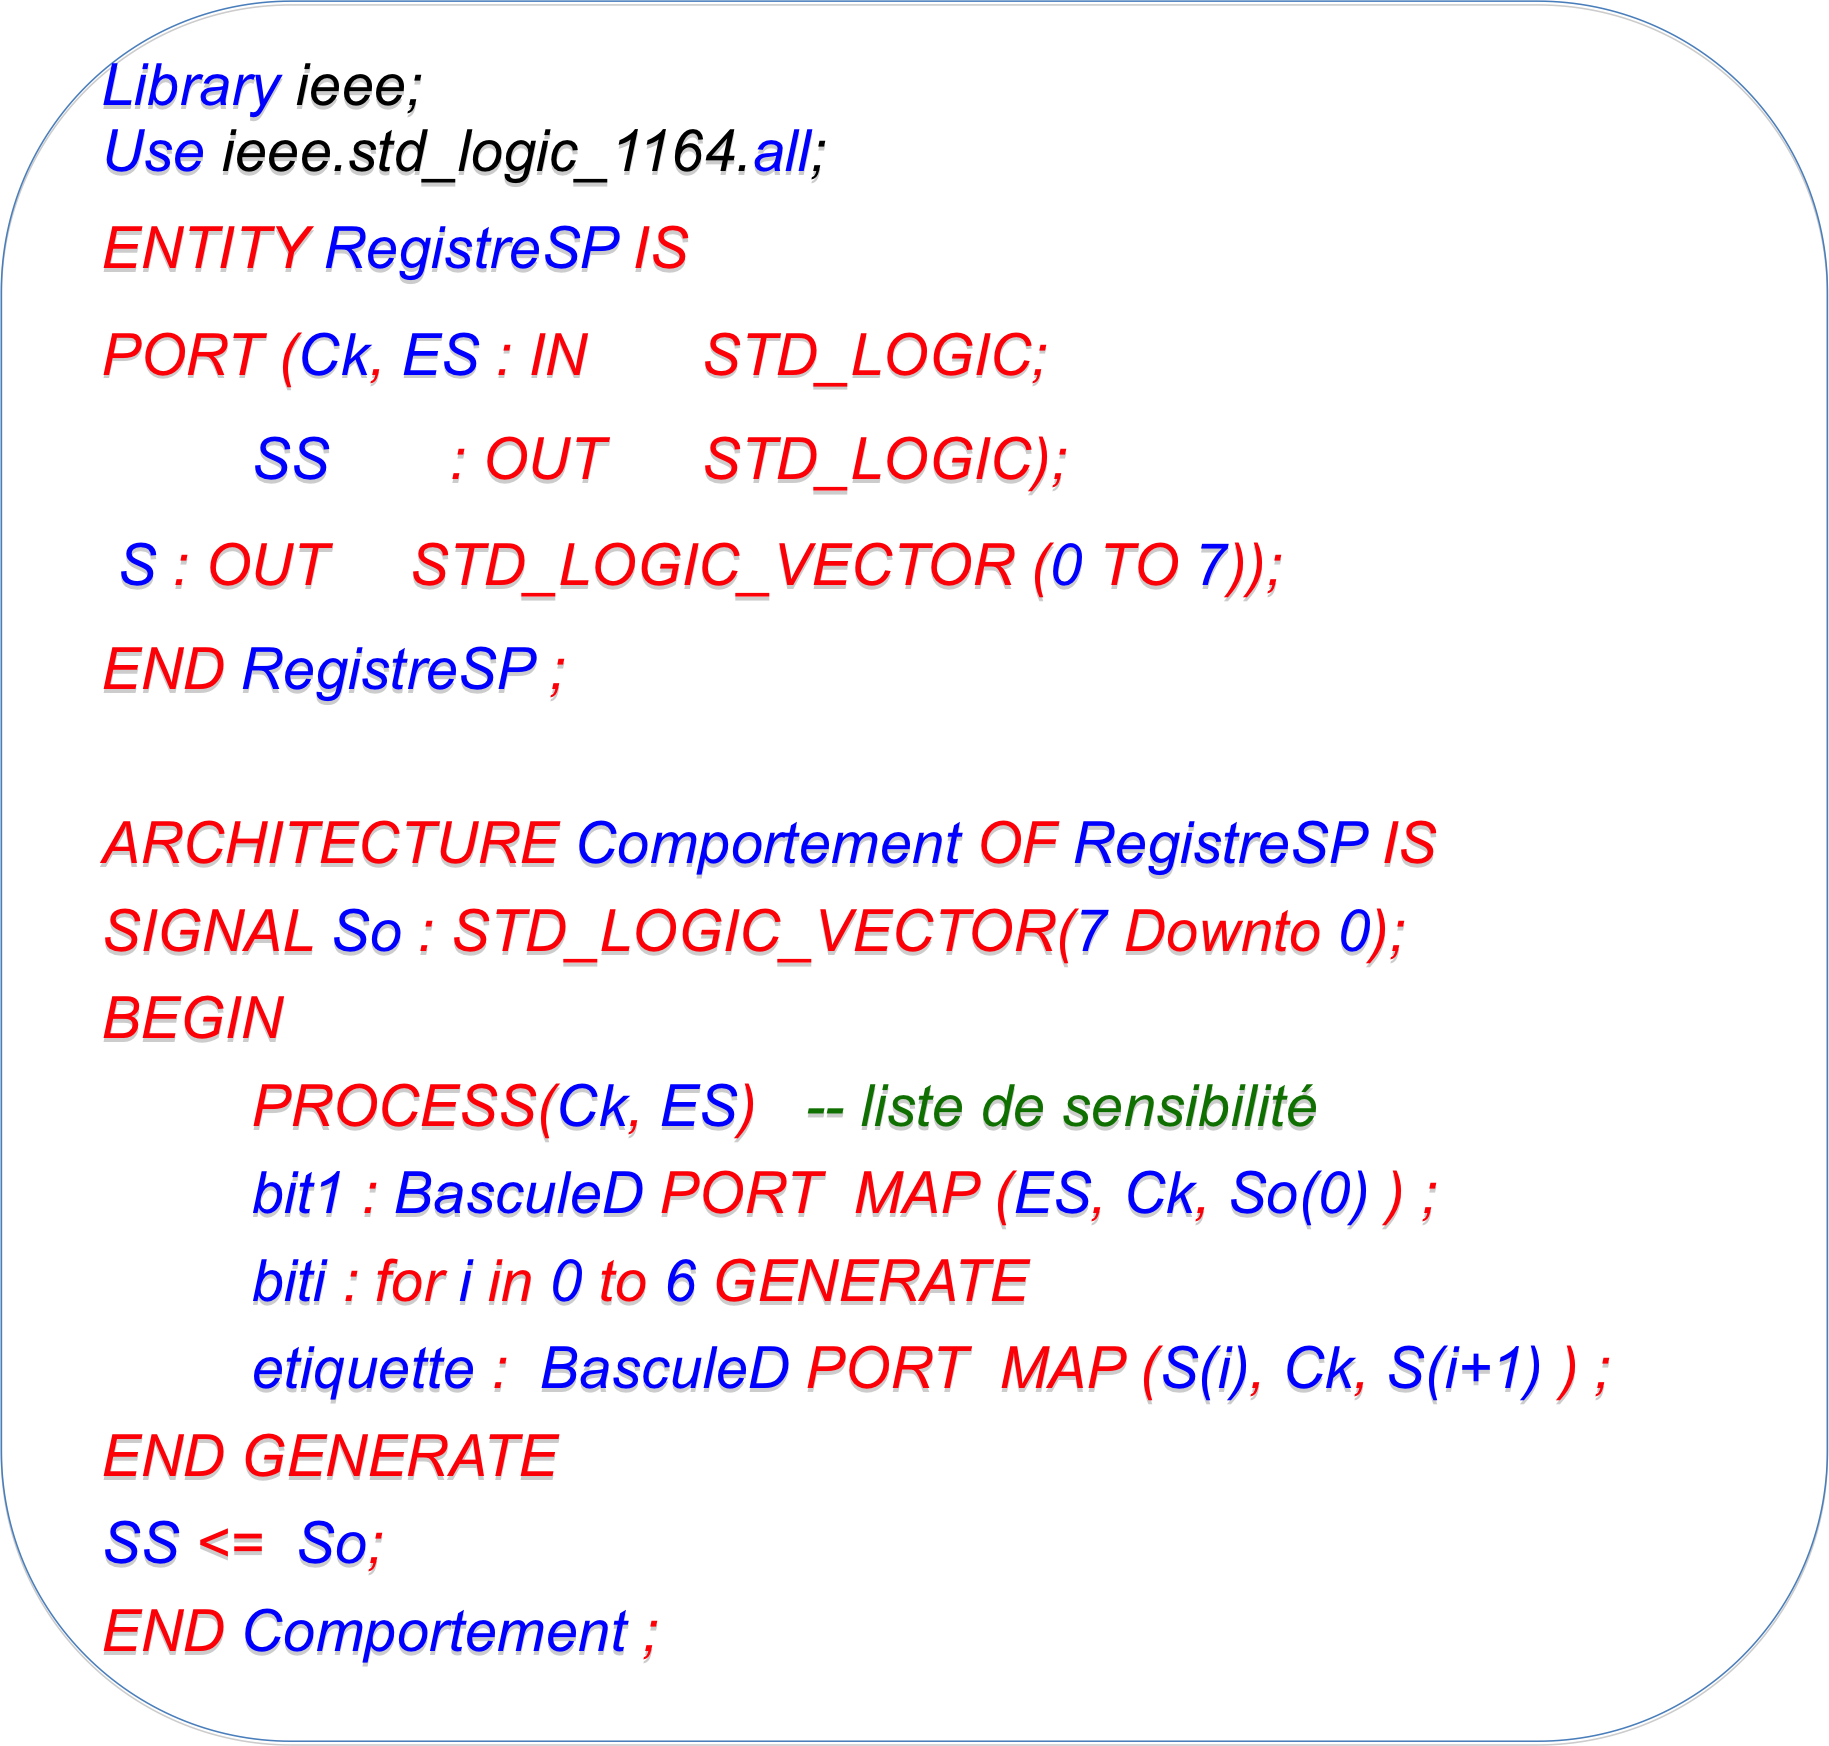 Library ieee;
Use ieee.std_logic_1164.all;
ENTITY RegistreSP IS
PORT (Ck, ES : IN STD_LOGIC;
SS : OUT STD_LOGIC);
S : OUT STD_LOGIC_VECTOR (0 TO 7));
END RegistreSP ;
ARCHITECTURE Comportement OF RegistreSP IS
SIGNAL So : STD_LOGIC_VECTOR(7 Downto 0);
BEGIN
PROCESS(Ck, ES) -- liste de sensibilité
bit1 : BasculeD PORT MAP (ES, Ck, So(0) ) ;
biti : for i in 0 to 6 GENERATE
etiquette : BasculeD PORT MAP (S(i), Ck, S(i+1) ) ;
END GENERATE
SS <= So;
END Comportement ;